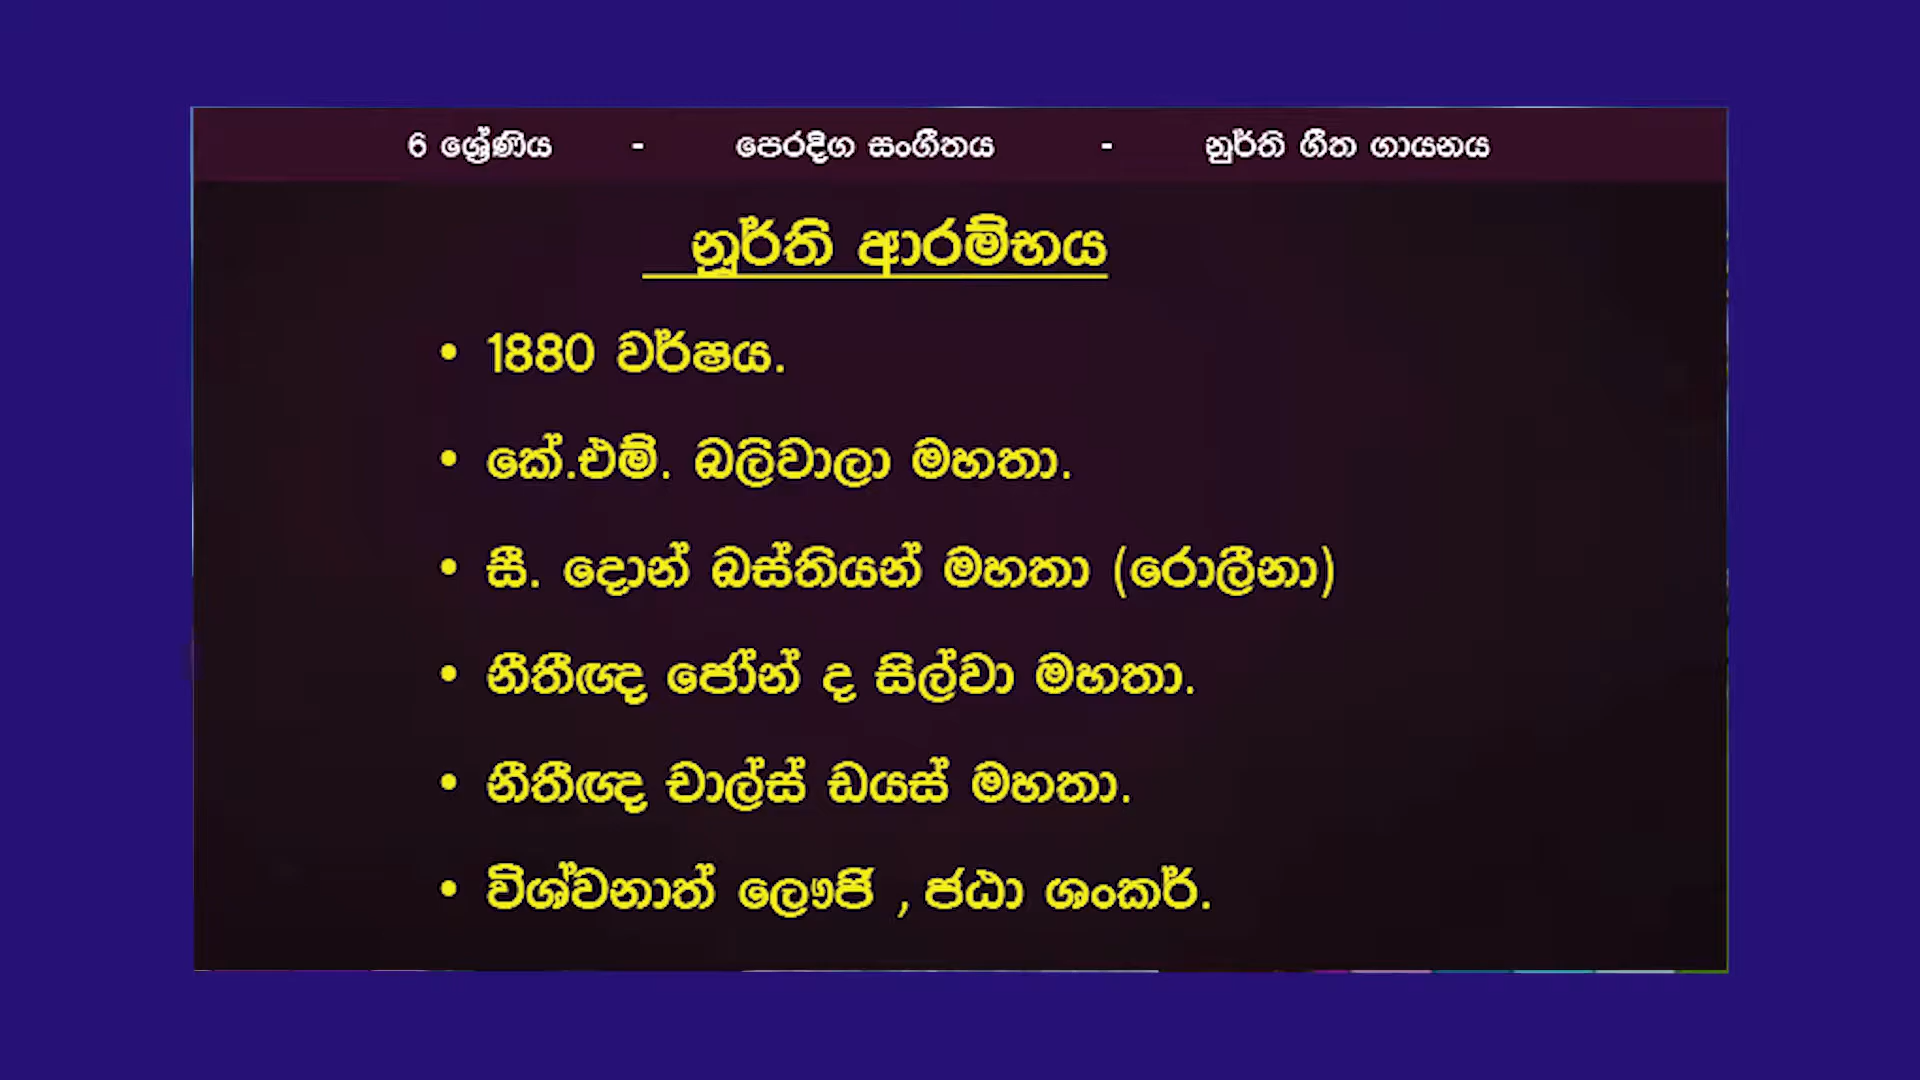 6 ශ්‍රේණිය - පෙරදිග සංගීතය - නුර්ති ගීත ගායනය
නූර්ති ආරම්භය
• 1880 වර්ෂය.
• කේ.එම්. බලිවාලා මහතා.
• සී. දොන් බස්තියන් මහතා (රොලීනා)
• නීතීඥ ජෝන් ද සිල්වා මහතා.
• නීතීඥ චාල්ස් ඩයස් මහතා.
• විශ්වනාත් ලෞජි , ජඨා ශංකර්.